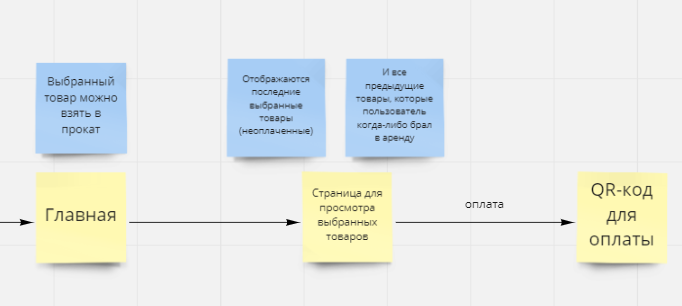 Выбранный
товар можно
взять в
прокат
Отображаются
последние
выбранные
товары
(неоплаченные)
И все
предыдущие
товары, которые
пользователь
когда-либо брал
в аренду
Главная
Страница для
просмотра
выбранных
товаров
оплата
QR-код
для
оплаты